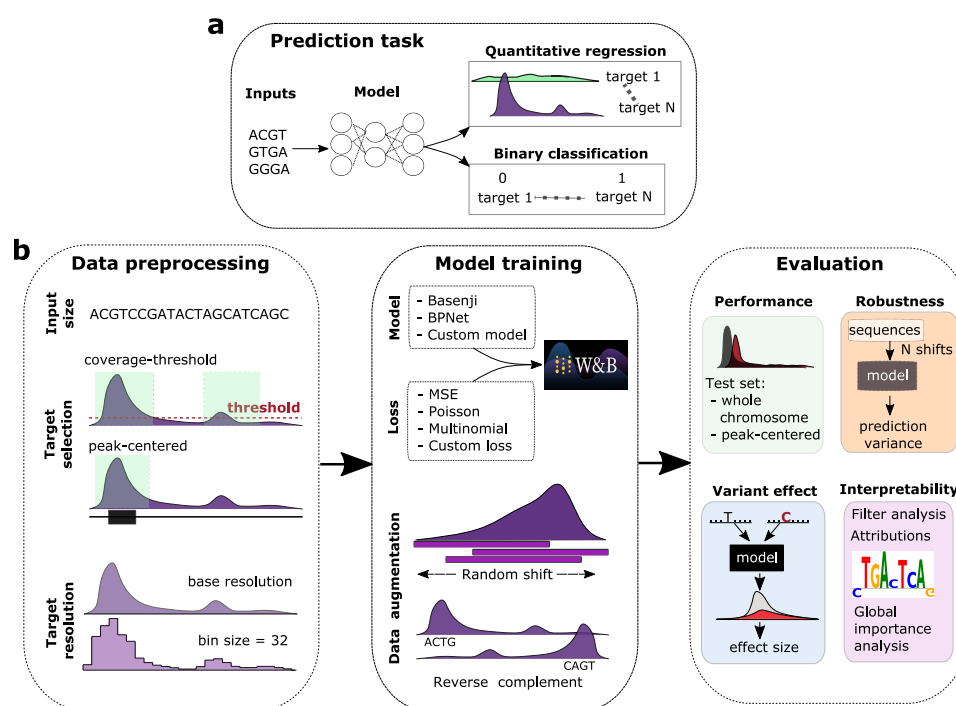 a
Prediction task
Inputs
ACGT
GTGA
GGGA
Model
Quantitative regression
target 1
target N
Binary classification
0 1
target 1 target N
b
Data preprocessing
Input size
ACGTCCGATACTAGCATCAGC
Target selection
coverage-threshold
threshold
peak-centered
Target resolution
base resolution
bin size = 32
Model training
Model
- Basenji
- BPNet
- Custom model
W&B
Loss
- MSE
- Poisson
- Multinomial
- Custom loss
Data augmentation
Random shift
ACTG
CAGT
Reverse complement
Evaluation
Performance
Test set:
- whole
chromosome
- peak-centered
Robustness
sequences
N shifts
model
prediction
variance
Variant effect
T
C
model
effect size
Interpretability
Filter analysis
Attributions
CTGACTCAG
Global
importance
analysis